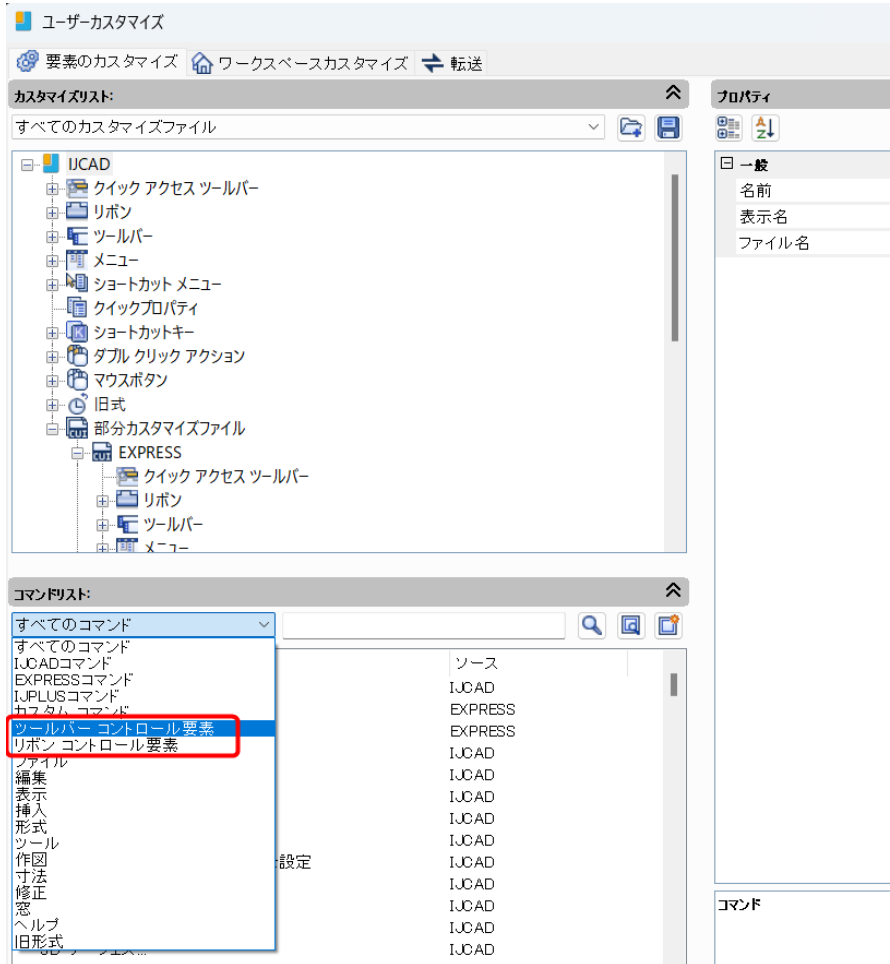 ユーザーカスタマイズ
要素のカスタマイズ ワークスペースカスタマイズ 転送
カスタマイズリスト:
すべてのカスタマイズファイル
IJCAD
クイック アクセス ツールバー
リボン
ツールバー
メニュー
ショートカット メニュー
クイックプロパティ
ショートカットキー
ダブル クリック アクション
マウスボタン
旧式
部分カスタマイズファイル
EXPRESS
クイック アクセス ツールバー
リボン
ツールバー
メニュー
プロパティ
一般
名前
表示名
ファイル名
コマンドリスト:
すべてのコマンド
すべてのコマンド
IJCADコマンド
EXPRESSコマンド
IJPLUSコマンド
カスタム コマンド
ツールバー コントロール要素
リボン コントロール要素
ファイル
編集
表示
挿入
形式
ツール
作図
寸法
修正
窓
ヘルプ
旧形式
ソース
IJCAD
EXPRESS
EXPRESS
IJCAD
IJCAD
IJCAD
IJCAD
IJCAD
設定 IJCAD
IJCAD
IJCAD
IJCAD
IJCAD
コマンド